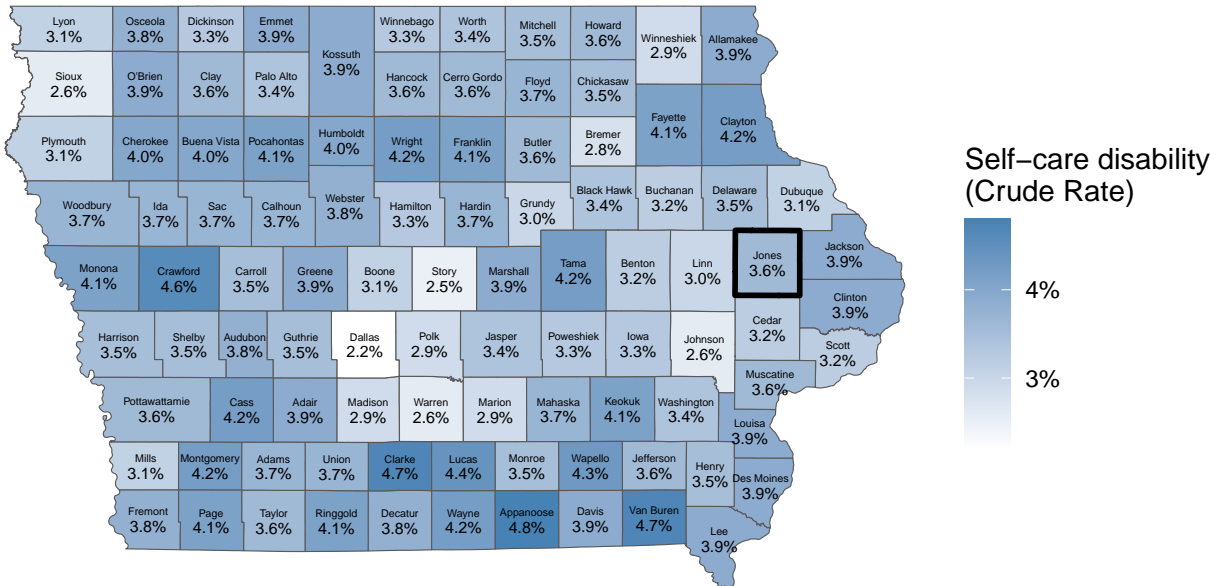 Lyon
3.1%
Osceola
3.8%
Dickinson
3.3%
Emmet
3.9%
Kossuth
3.9%
Winnebago
3.3%
Worth
3.4%
Mitchell
3.5%
Howard
3.6%
Winneshiek
2.9%
Allamakee
3.9%
Sioux
2.6%
O'Brien
3.9%
Clay
3.6%
Palo Alto
3.4%
Hancock
3.6%
Cerro Gordo
3.6%
Floyd
3.7%
Chickasaw
3.5%
Fayette
4.1%
Clayton
4.2%
Plymouth
3.1%
Cherokee
4.0%
Buena Vista
4.0%
Pocahontas
4.1%
Humboldt
4.0%
Wright
4.2%
Franklin
4.1%
Butler
3.6%
Bremer
2.8%
Woodbury
3.7%
Ida
3.7%
Sac
3.7%
Calhoun
3.7%
Webster
3.8%
Hamilton
3.3%
Hardin
3.7%
Grundy
3.0%
Black Hawk
3.4%
Buchanan
3.2%
Delaware
3.5%
Dubuque
3.1%
Monona
4.1%
Crawford
4.6%
Carroll
3.5%
Greene
3.9%
Boone
3.1%
Story
2.5%
Marshall
3.9%
Tama
4.2%
Benton
3.2%
Linn
3.0%
Jones
3.6%
Jackson
3.9%
Clinton
3.9%
Harrison
3.5%
Shelby
3.5%
Audubon
3.8%
Guthrie
3.5%
Dallas
2.2%
Polk
2.9%
Jasper
3.4%
Poweshiek
3.3%
Iowa
3.3%
Johnson
2.6%
Cedar
3.2%
Scott
3.2%
Muscatine
3.6%
Pottawattamie
3.6%
Cass
4.2%
Adair
3.9%
Madison
2.9%
Warren
2.6%
Marion
2.9%
Mahaska
3.7%
Keokuk
4.1%
Washington
3.4%
Louisa
3.9%
Mills
3.1%
Montgomery
4.2%
Adams
3.7%
Union
3.7%
Clarke
4.7%
Lucas
4.4%
Monroe
3.5%
Wapello
4.3%
Jefferson
3.6%
Henry
3.5%
Des Moines
3.9%
Fremont
3.8%
Page
4.1%
Taylor
3.6%
Ringgold
4.1%
Decatur
3.8%
Wayne
4.2%
Appanoose
4.8%
Davis
3.9%
Van Buren
4.7%
Lee
3.9%
Self−care disability
(Crude Rate)
4%
3%